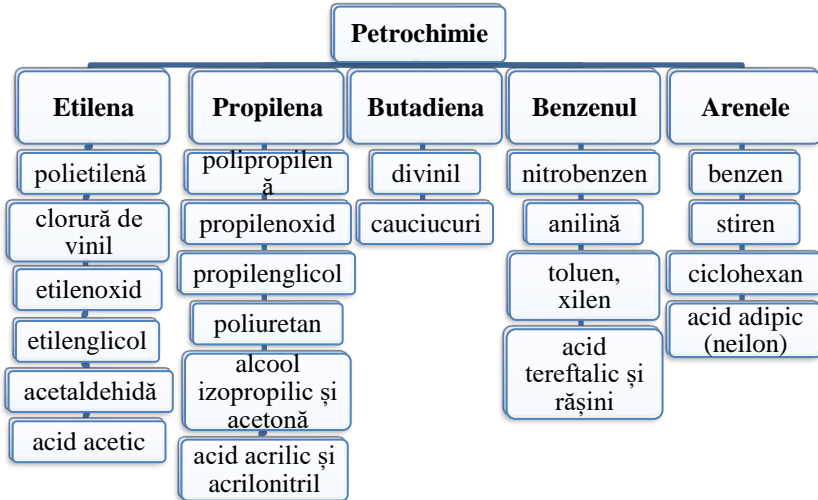 Petrochimie
Etilena
polietilenă
clorură de
vinil
etilenoxid
etilenglicol
acetaldehidă
acid acetic
Propilena
polipropilen
ă
propilenoxid
propilenglicol
poliuretan
alcool
izopropilic și
acetonă
acid acrilic și
acrilonitril
Butadiena
divinil
cauciucuri
Benzenul
nitrobenzen
anilină
toluen,
xilen
acid
tereftalic și
rășini
Arenele
benzen
stiren
ciclohexan
acid adipic
(neilon)